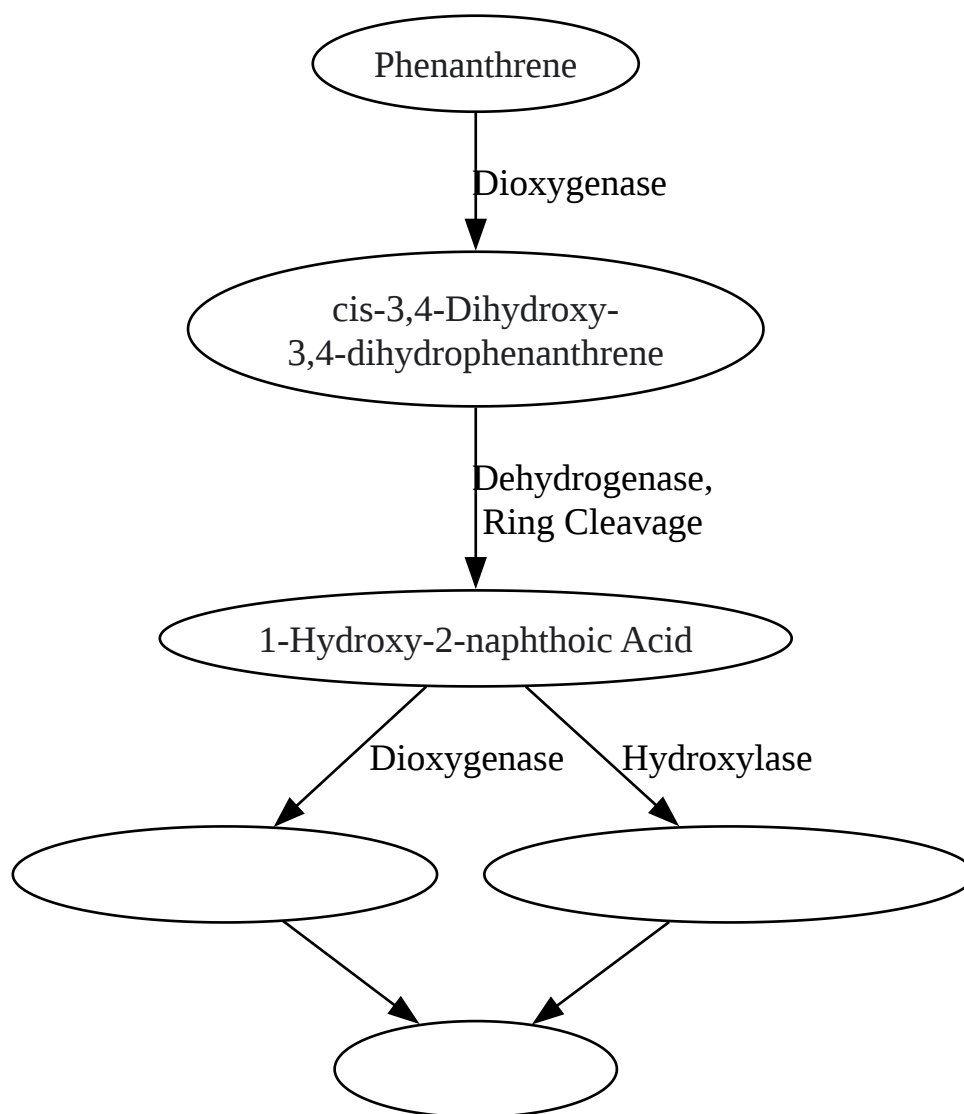 Phenanthrene
Dioxygenase
cis-3,4-Dihydroxy-
3,4-dihydrophenanthrene
Dehydrogenase,
Ring Cleavage
1-Hydroxy-2-naphthoic Acid
Dioxygenase
Hydroxylase